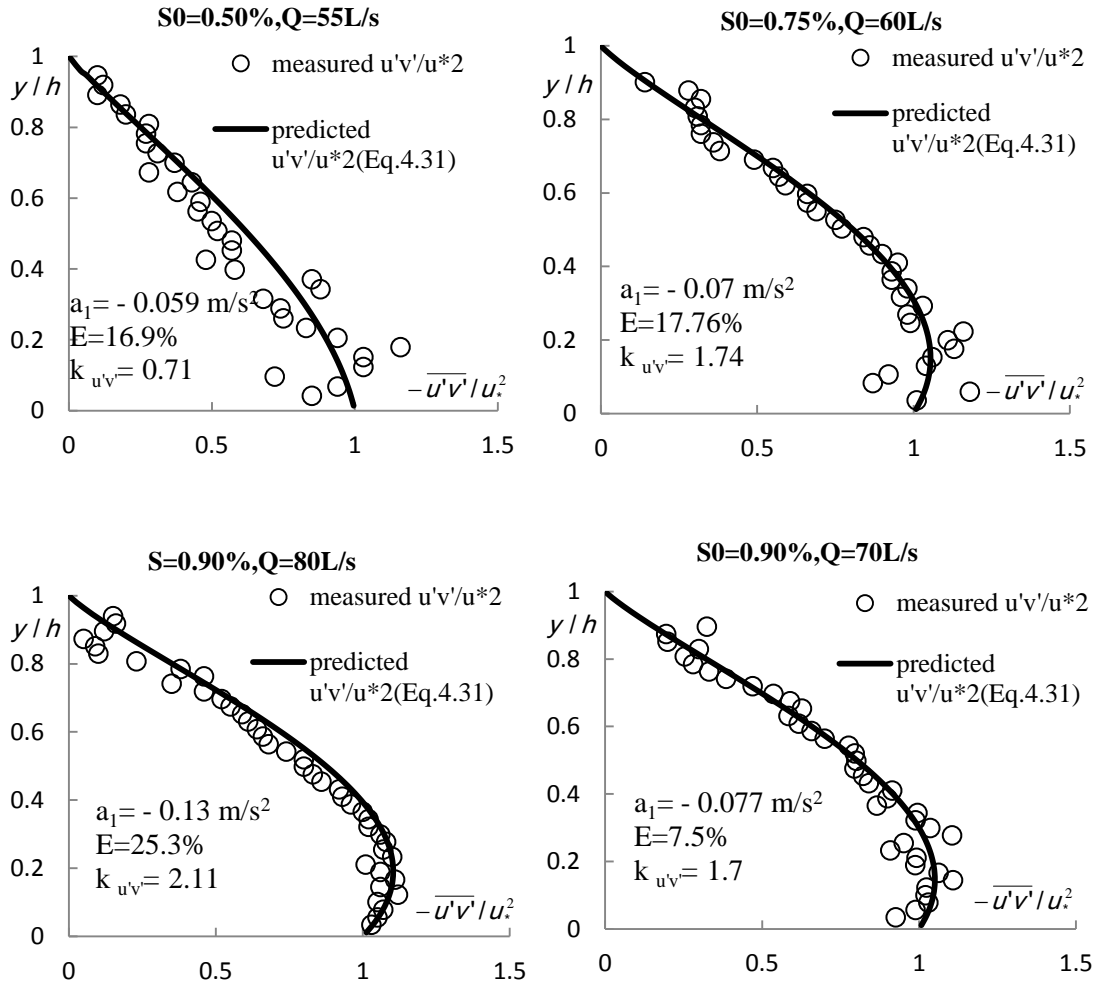 S0=0.50%,Q=55L/s
measured u'v'/u*2
predicted
u'v'/u*2(Eq.4.31)
y / h
1
0.8
0.6
0.4
0.2
0
a₁= - 0.059 m/s²
E=16.9%
k u'v'= 0.71
−u'v'/u*²
0 0.5 1 1.5
S0=0.75%,Q=60L/s
measured u'v'/u*2
predicted
u'v'/u*2(Eq.4.31)
y / h
1
0.8
0.6
0.4
0.2
0
a₁= - 0.07 m/s²
E=17.76%
k u'v'= 1.74
−u'v'/u*²
0 0.5 1 1.5
S=0.90%,Q=80L/s
measured u'v'/u*2
predicted
u'v'/u*2(Eq.4.31)
y / h
1
0.8
0.6
0.4
0.2
0
a₁= - 0.13 m/s²
E=25.3%
k u'v'= 2.11
−u'v'/u*²
0 0.5 1 1.5
S0=0.90%,Q=70L/s
measured u'v'/u*2
predicted
u'v'/u*2(Eq.4.31)
y / h
1
0.8
0.6
0.4
0.2
0
a₁= - 0.077 m/s²
E=7.5%
k u'v'= 1.7
−u'v'/u*²
0 0.5 1 1.5